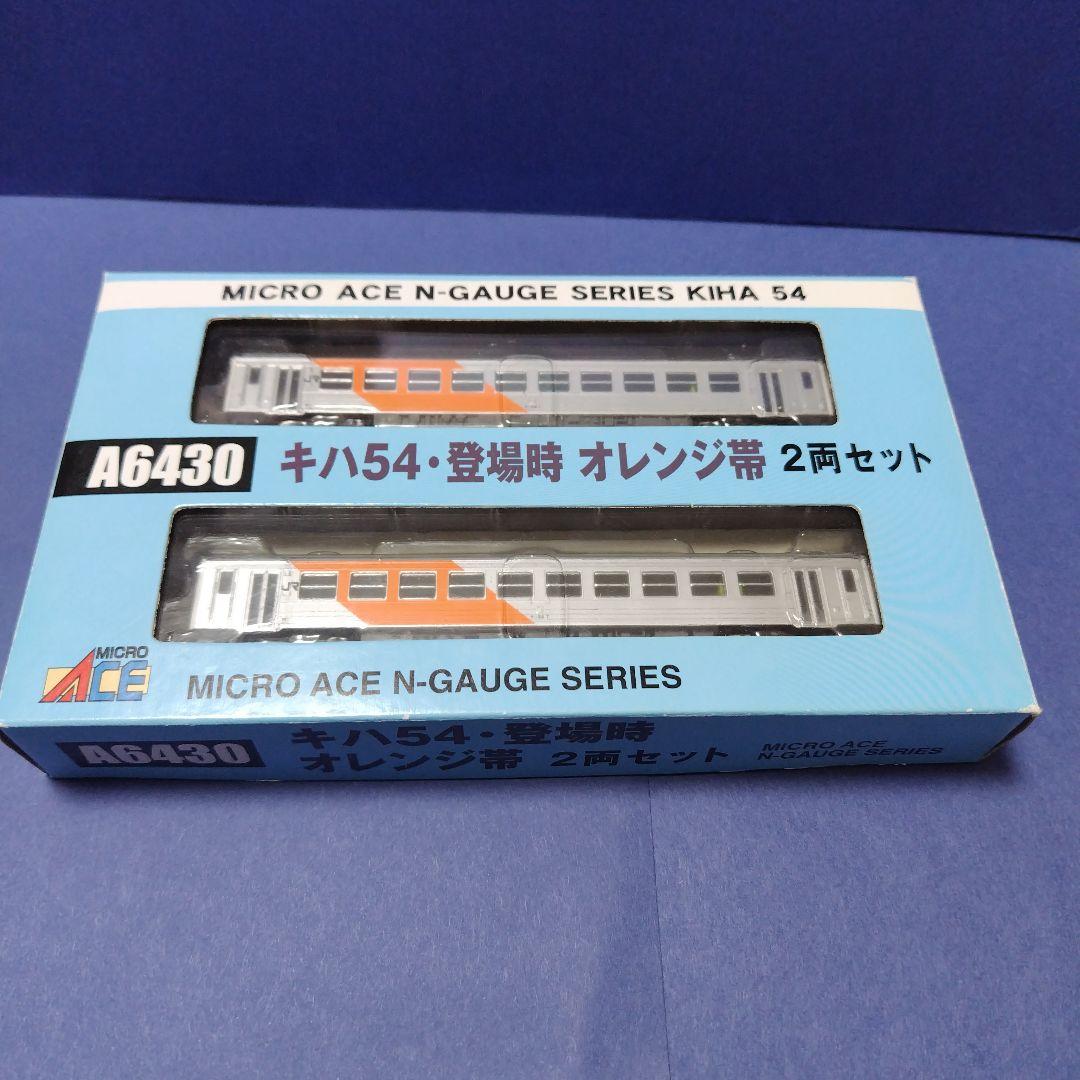 MICRO ACE N-GAUGE SERIES KIHA 54
JR
A6430 キハ54・登場時 オレンジ帯 2両セット
JR
MICRO
ACE
MICRO ACE N-GAUGE SERIES
A6430
キハ54・登場時
オレンジ帯 2両セット
MICRO ACE
N-GAUGE SERIES